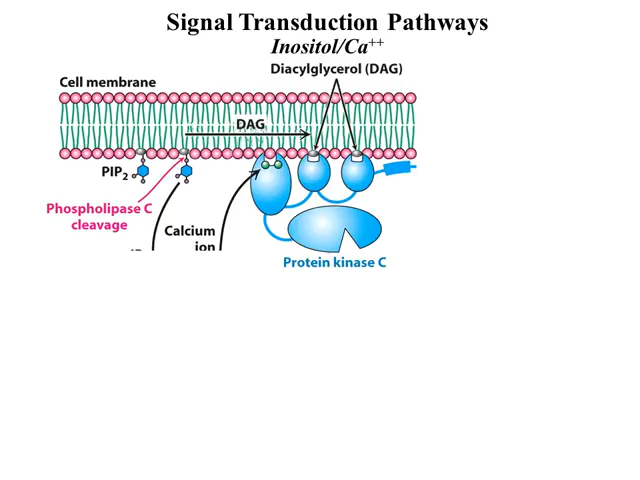 Signal Transduction Pathways
Inositol/Ca++
Diacylglycerol (DAG)
Cell membrane
DAG
PIP2
Phospholipase C
cleavage
Calcium
ion
Protein kinase C